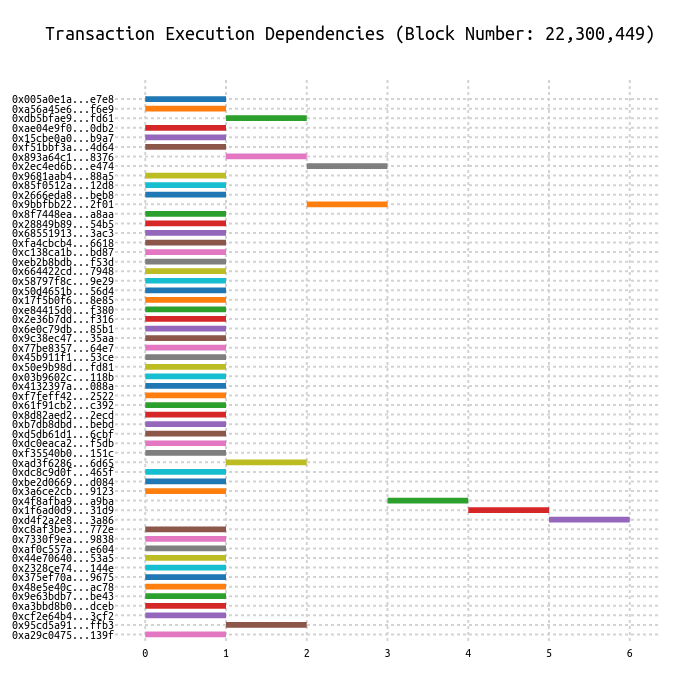 Transaction Execution Dependencies (Block Number: 22,300,449)
0x005a0e1a...e7e8
0xa56a45e6...f6e9
0xdb5bfae9...fd61
0xae04e9f0...0db2
0x15cbe0a0...b9a7
0xf51bbf3a...4d64
0x893a64c1...8376
0x2ec4ed6b...e474
0x9681aab4...88a5
0x85f0512a...12d8
0x2666eda8...beb8
0x9bbfbb22...2f01
0x8f7448ea...a8aa
0x28849b89...54b5
0x68551913...3ac3
0xfa4cbcb4...6618
0xc138ca1b...bd87
0xeb2b8bdb...f53d
0x664422cd...7948
0x58797f8c...9e29
0x50d4651b...56d4
0x17f5b0f6...8e85
0xe84415d0...f380
0x2e36b7dd...f316
0x6e0c79db...85b1
0x9c38ec47...35aa
0x77be8357...64e7
0x45b911f1...53ce
0x50e9b98d...fd81
0x03b9602c...118b
0x4132397a...088a
0xf7feff42...2522
0x61f91cb2...c392
0x8d82aed2...2ecd
0xb7db8dbd...bebd
0xd5db61d1...6cbf
0xdc0eaca2...f5db
0xf35540b0...151c
0xad3f6286...6d65
0xdc8c9d0f...465f
0xbe2d0669...d084
0x3a6ce2cb...9123
0x4f8afba9...a9ba
0x1f6ad0d9...31d9
0xd4f2a2e8...3a86
0xc8af3be3...772e
0x7330f9ea...9838
0xaf0c557a...e604
0x44e70640...53a5
0x2328ce74...144e
0x375ef70a...9675
0x48e5e40c...ac78
0x9e63bdb7...be43
0xa3bbd8b0...dceb
0xcf2e64b4...3cf2
0x95cd5a91...ffb3
0xa29c0475...139f
0 1 2 3 4 5 6